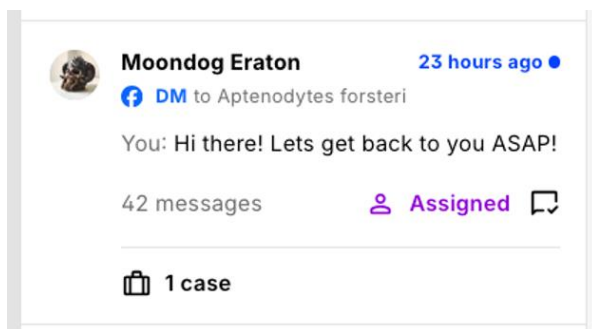 Moondog Eraton
23 hours ago
DM to Aptenodytes forsteri
You: Hi there! Lets get back to you ASAP!
42 messages
Assigned
1 case